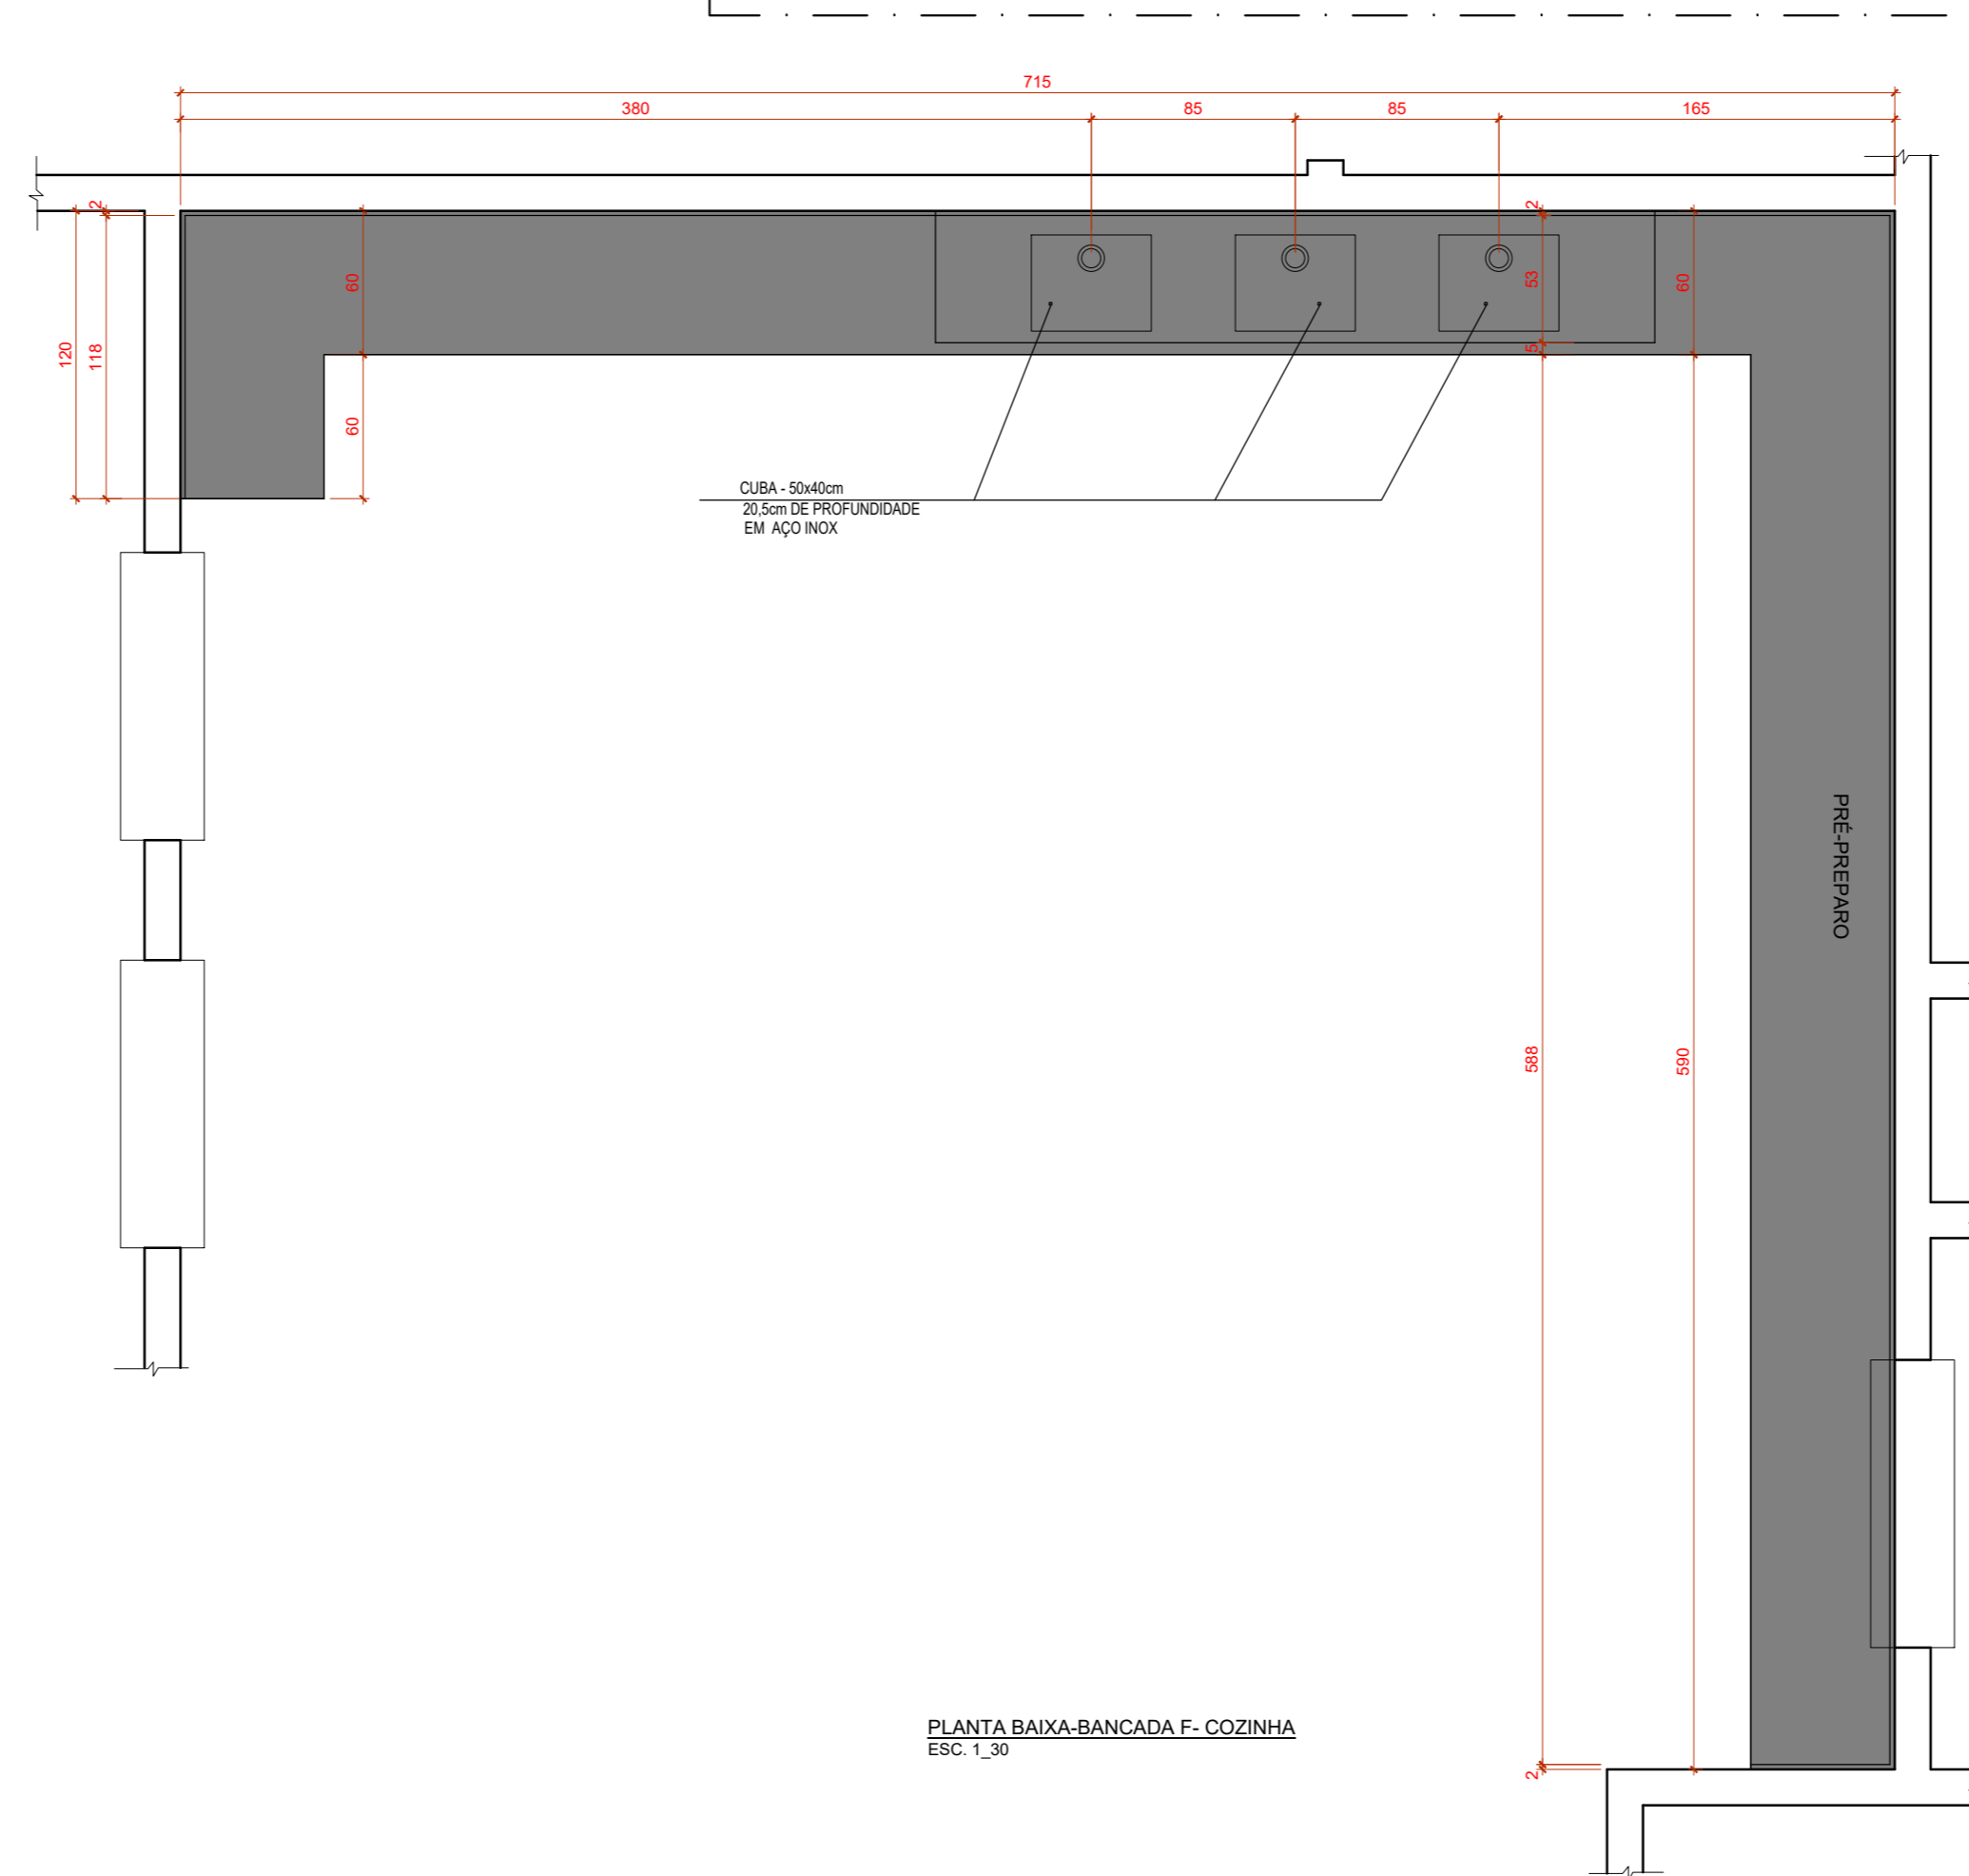 715
380
85
85
165
2
2
60
53
60
120
118
5
60
CUBA - 50x40cm
20,5cm DE PROFUNDIDADE
EM AÇO INOX
PRÉ-PREPARO
588
590
PLANTA BAIXA-BANCADA F- COZINHA
ESC. 1_30
2